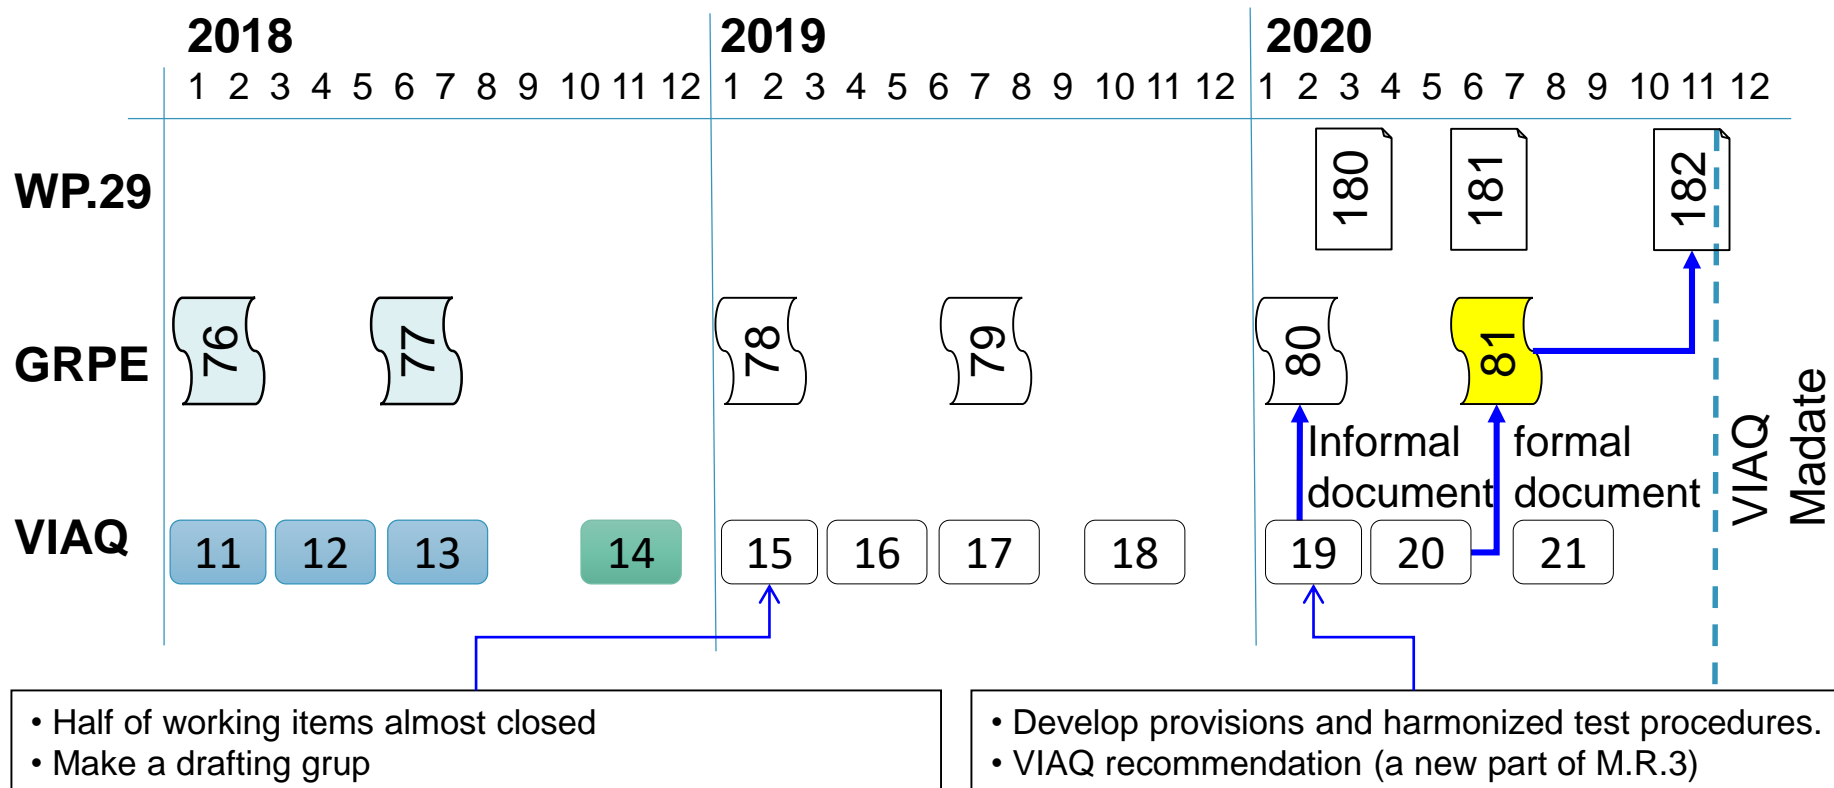 2018 2019 2020
1 2 3 4 5 6 7 8 9 10 11 12 1 2 3 4 5 6 7 8 9 10 11 12 1 2 3 4 5 6 7 8 9 10 11 12
WP.29 180 181 182
GRPE 76 77 78 79 80 81
Informal formal
document document
VIAQ
Madate
VIAQ 11 12 13 14 15 16 17 18 19 20 21
• Half of working items almost closed
• Make a drafting grup
• Develop provisions and harmonized test procedures.
• VIAQ recommendation (a new part of M.R.3)